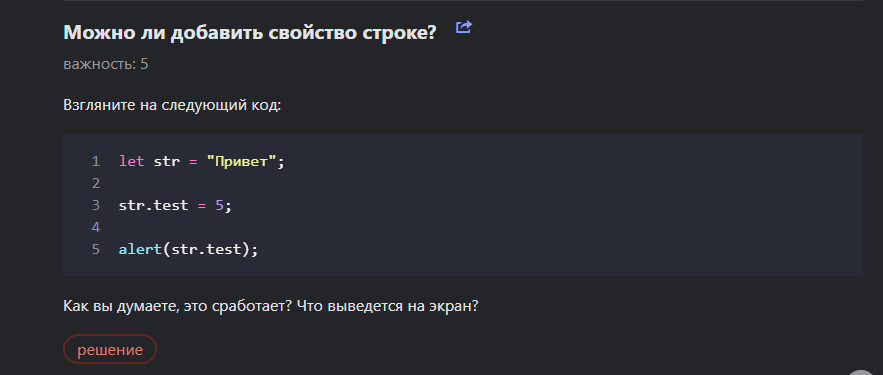 Можно ли добавить свойство строке?
важность: 5
Взгляните на следующий код:
1 let str = "Привет";
2
3 str.test = 5;
4
5 alert(str.test);
Как вы думаете, это сработает? Что выведется на экран?
решение